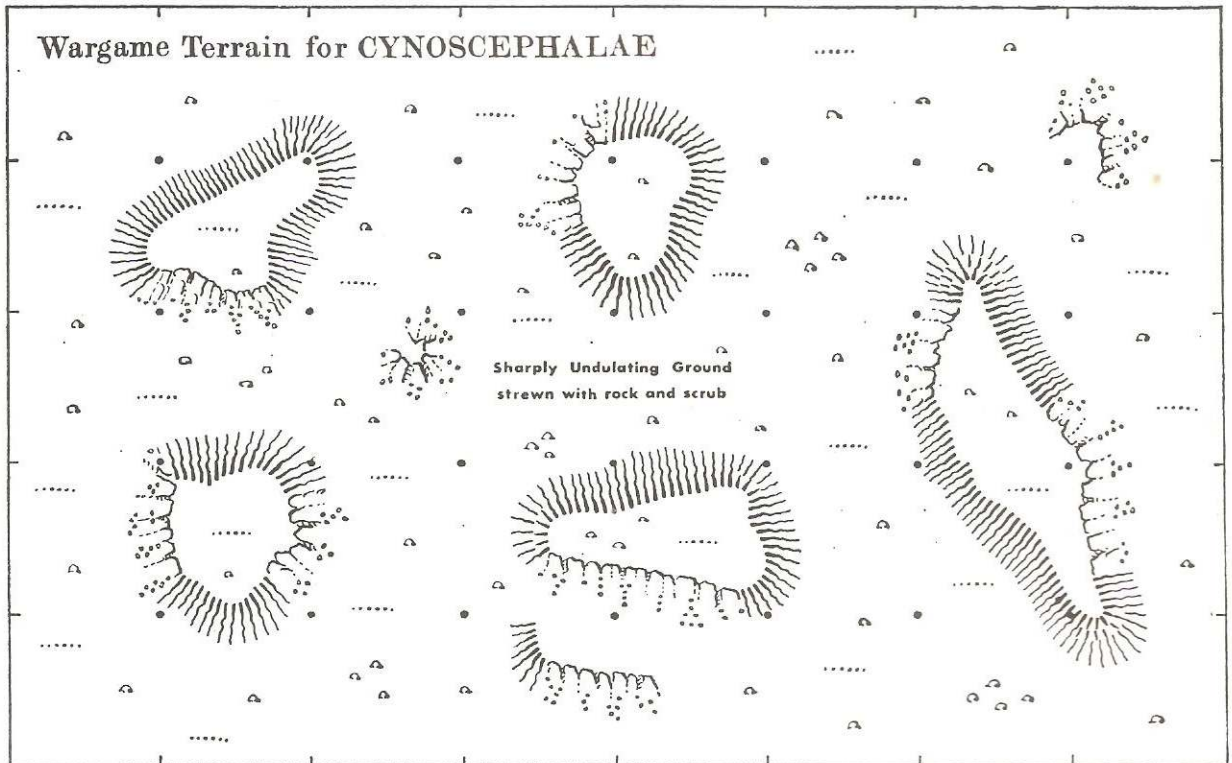 Wargame Terrain for CYNOSCEPHALAE
Sharply Undulating Ground
strewn with rock and scrub